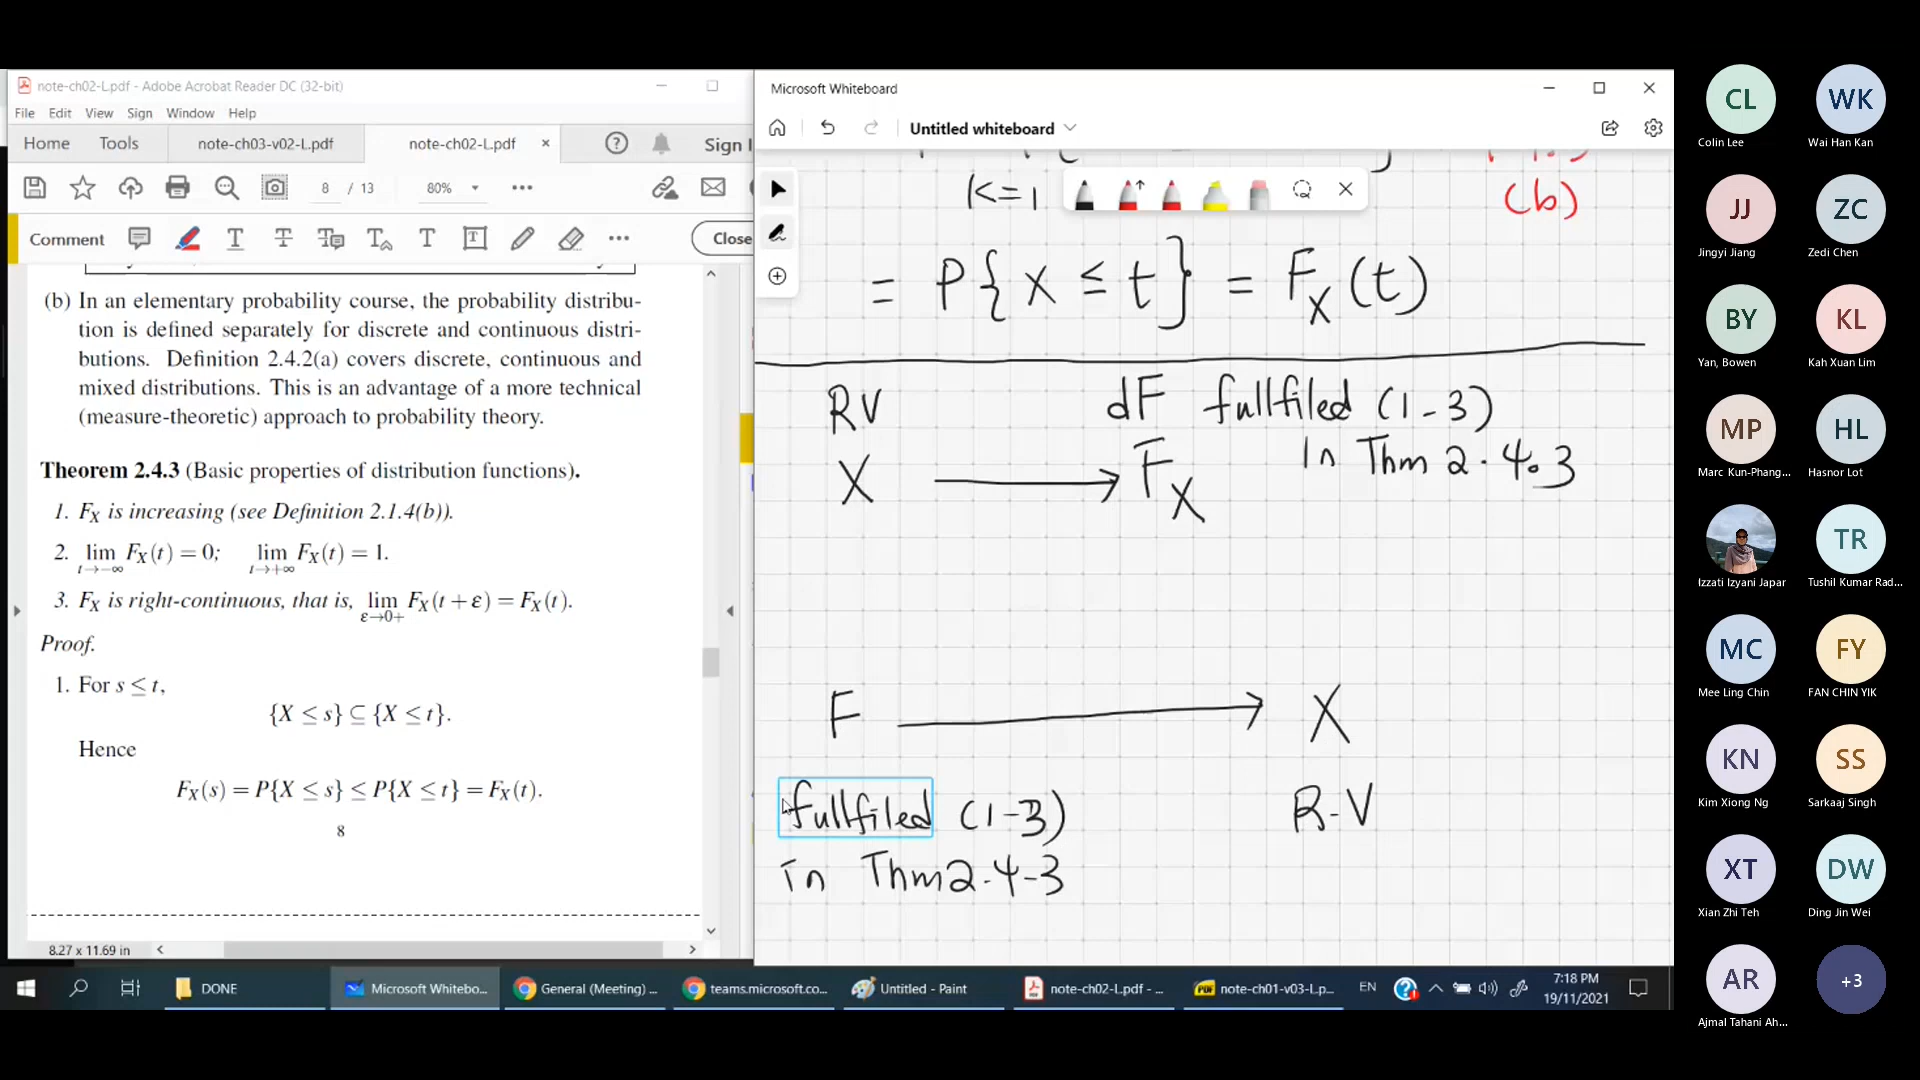 note-ch02-L.pdf - Adobe Acrobat Reader DC (32-bit)
File Edit View Sign Window Help
Home Tools note-ch03-v02-L.pdf note-ch02-L.pdf × Sign I
8 / 13 80%
Comment Close
(b) In an elementary probability course, the probability distribu-
tion is defined separately for discrete and continuous distri-
butions. Definition 2.4.2(a) covers discrete, continuous and
mixed distributions. This is an advantage of a more technical
(measure-theoretic) approach to probability theory.
Theorem 2.4.3 (Basic properties of distribution functions).
1. F_X is increasing (see Definition 2.1.4(b)).
2. lim_{t→−∞} F_X(t) = 0; lim_{t→+∞} F_X(t) = 1.
3. F_X is right-continuous, that is, lim_{ε→0+} F_X(t + ε) = F_X(t).
Proof.
1. For s ≤ t,
{X ≤ s} ⊆ {X ≤ t}.
Hence
F_X(s) = P{X ≤ s} ≤ P{X ≤ t} = F_X(t).
8
8.27 x 11.69 in
Microsoft Whiteboard
Untitled whiteboard
K=1
(b)
= P{X ≤ t} = F_X(t)
RV dF fullfiled (1-3)
In Thm 2.4.3
X → F_X
F → X
fullfiled (1-3) R-V
in Thm 2-4-3
CL WK
Colin Lee Wai Han Kan
JJ ZC
Jingyi Jiang Zedi Chen
BY KL
Yan, Bowen Kah Xuan Lim
MP HL
Marc Kun-Phang... Hasnor Lot
TR
Izzati Izyani Japar Tushil Kumar Rad...
MC FY
Mee Ling Chin FAN CHIN YIK
KN SS
Kim Xiong Ng Sarkaaj Singh
XT DW
Xian Zhi Teh Ding Jin Wei
AR +3
Ajmal Tahani Ah...
DONE Microsoft Whitebo... General (Meeting) ... teams.microsoft.co... Untitled - Paint note-ch02-L.pdf - ... note-ch01-v03-L.p... EN 7:18 PM
19/11/2021